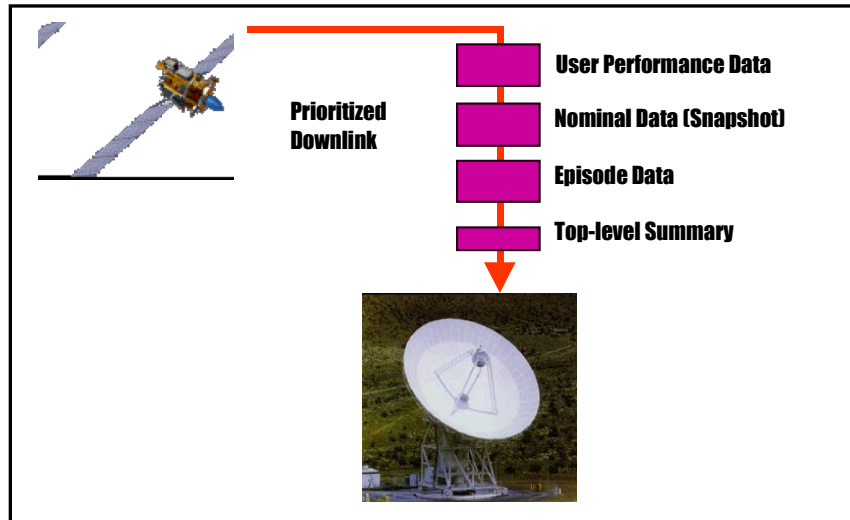 User Performance Data
Prioritized
Downlink
Nominal Data (Snapshot)
Episode Data
Top-level Summary